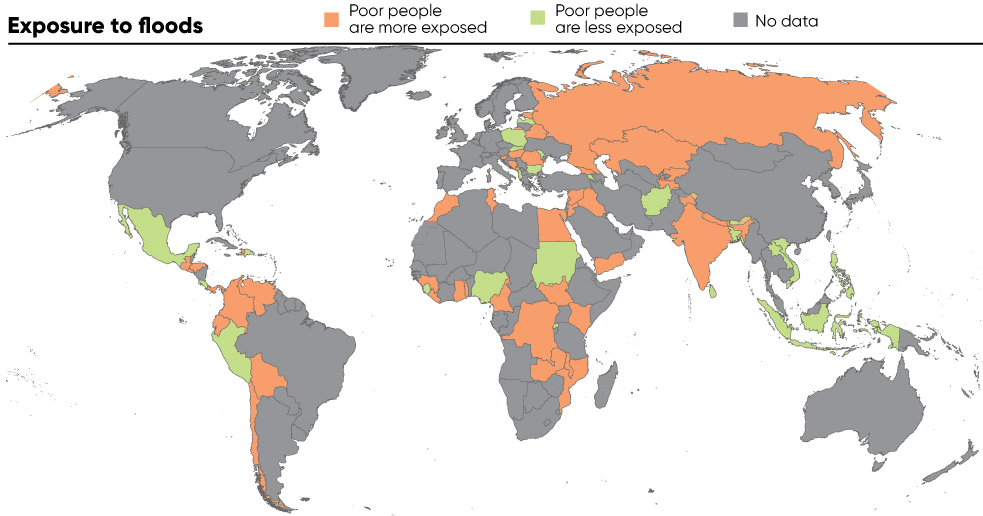 Exposure to floods
Poor people
are more exposed
Poor people
are less exposed
No data